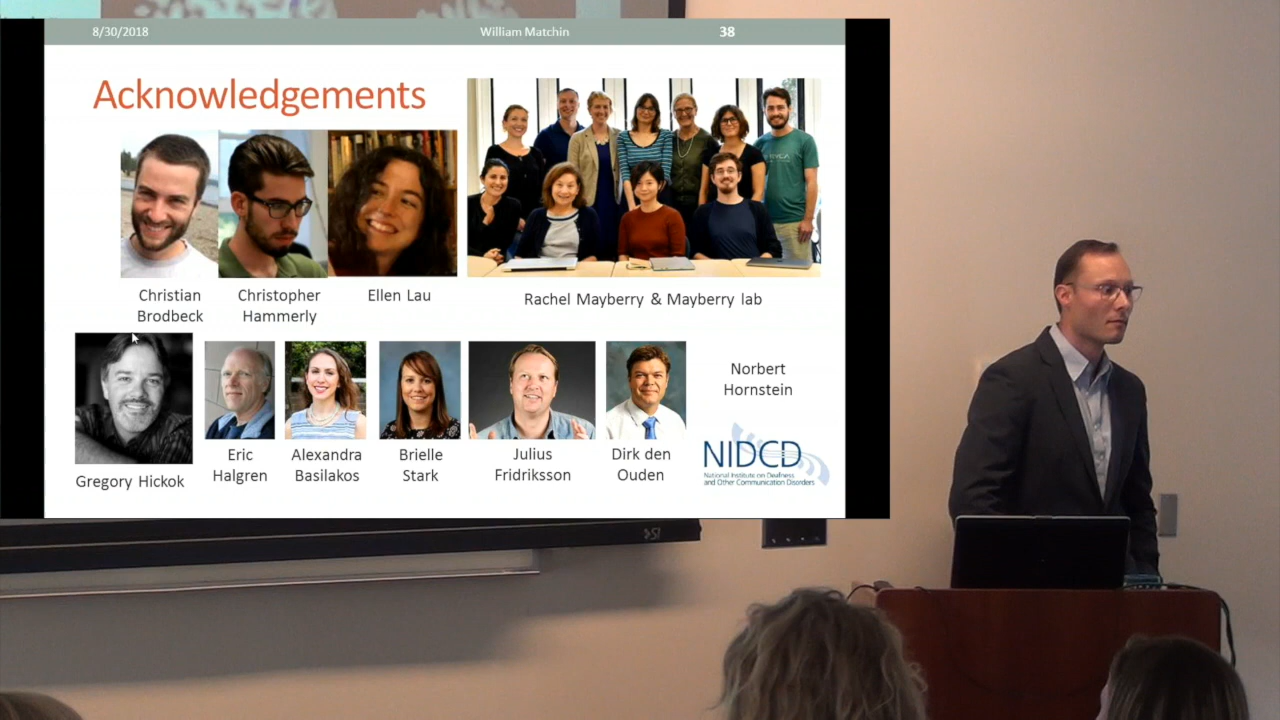 8/30/2018
William Matchin
38
Acknowledgements
Christian
Brodbeck
Christopher
Hammerly
Ellen Lau
Rachel Mayberry & Mayberry lab
Gregory Hickok
Eric
Halgren
Alexandra
Basilakos
Brielle
Stark
Julius
Fridriksson
Dirk den
Ouden
Norbert
Hornstein
NIDCD
National Institute on Deafness
and Other Communication Disorders